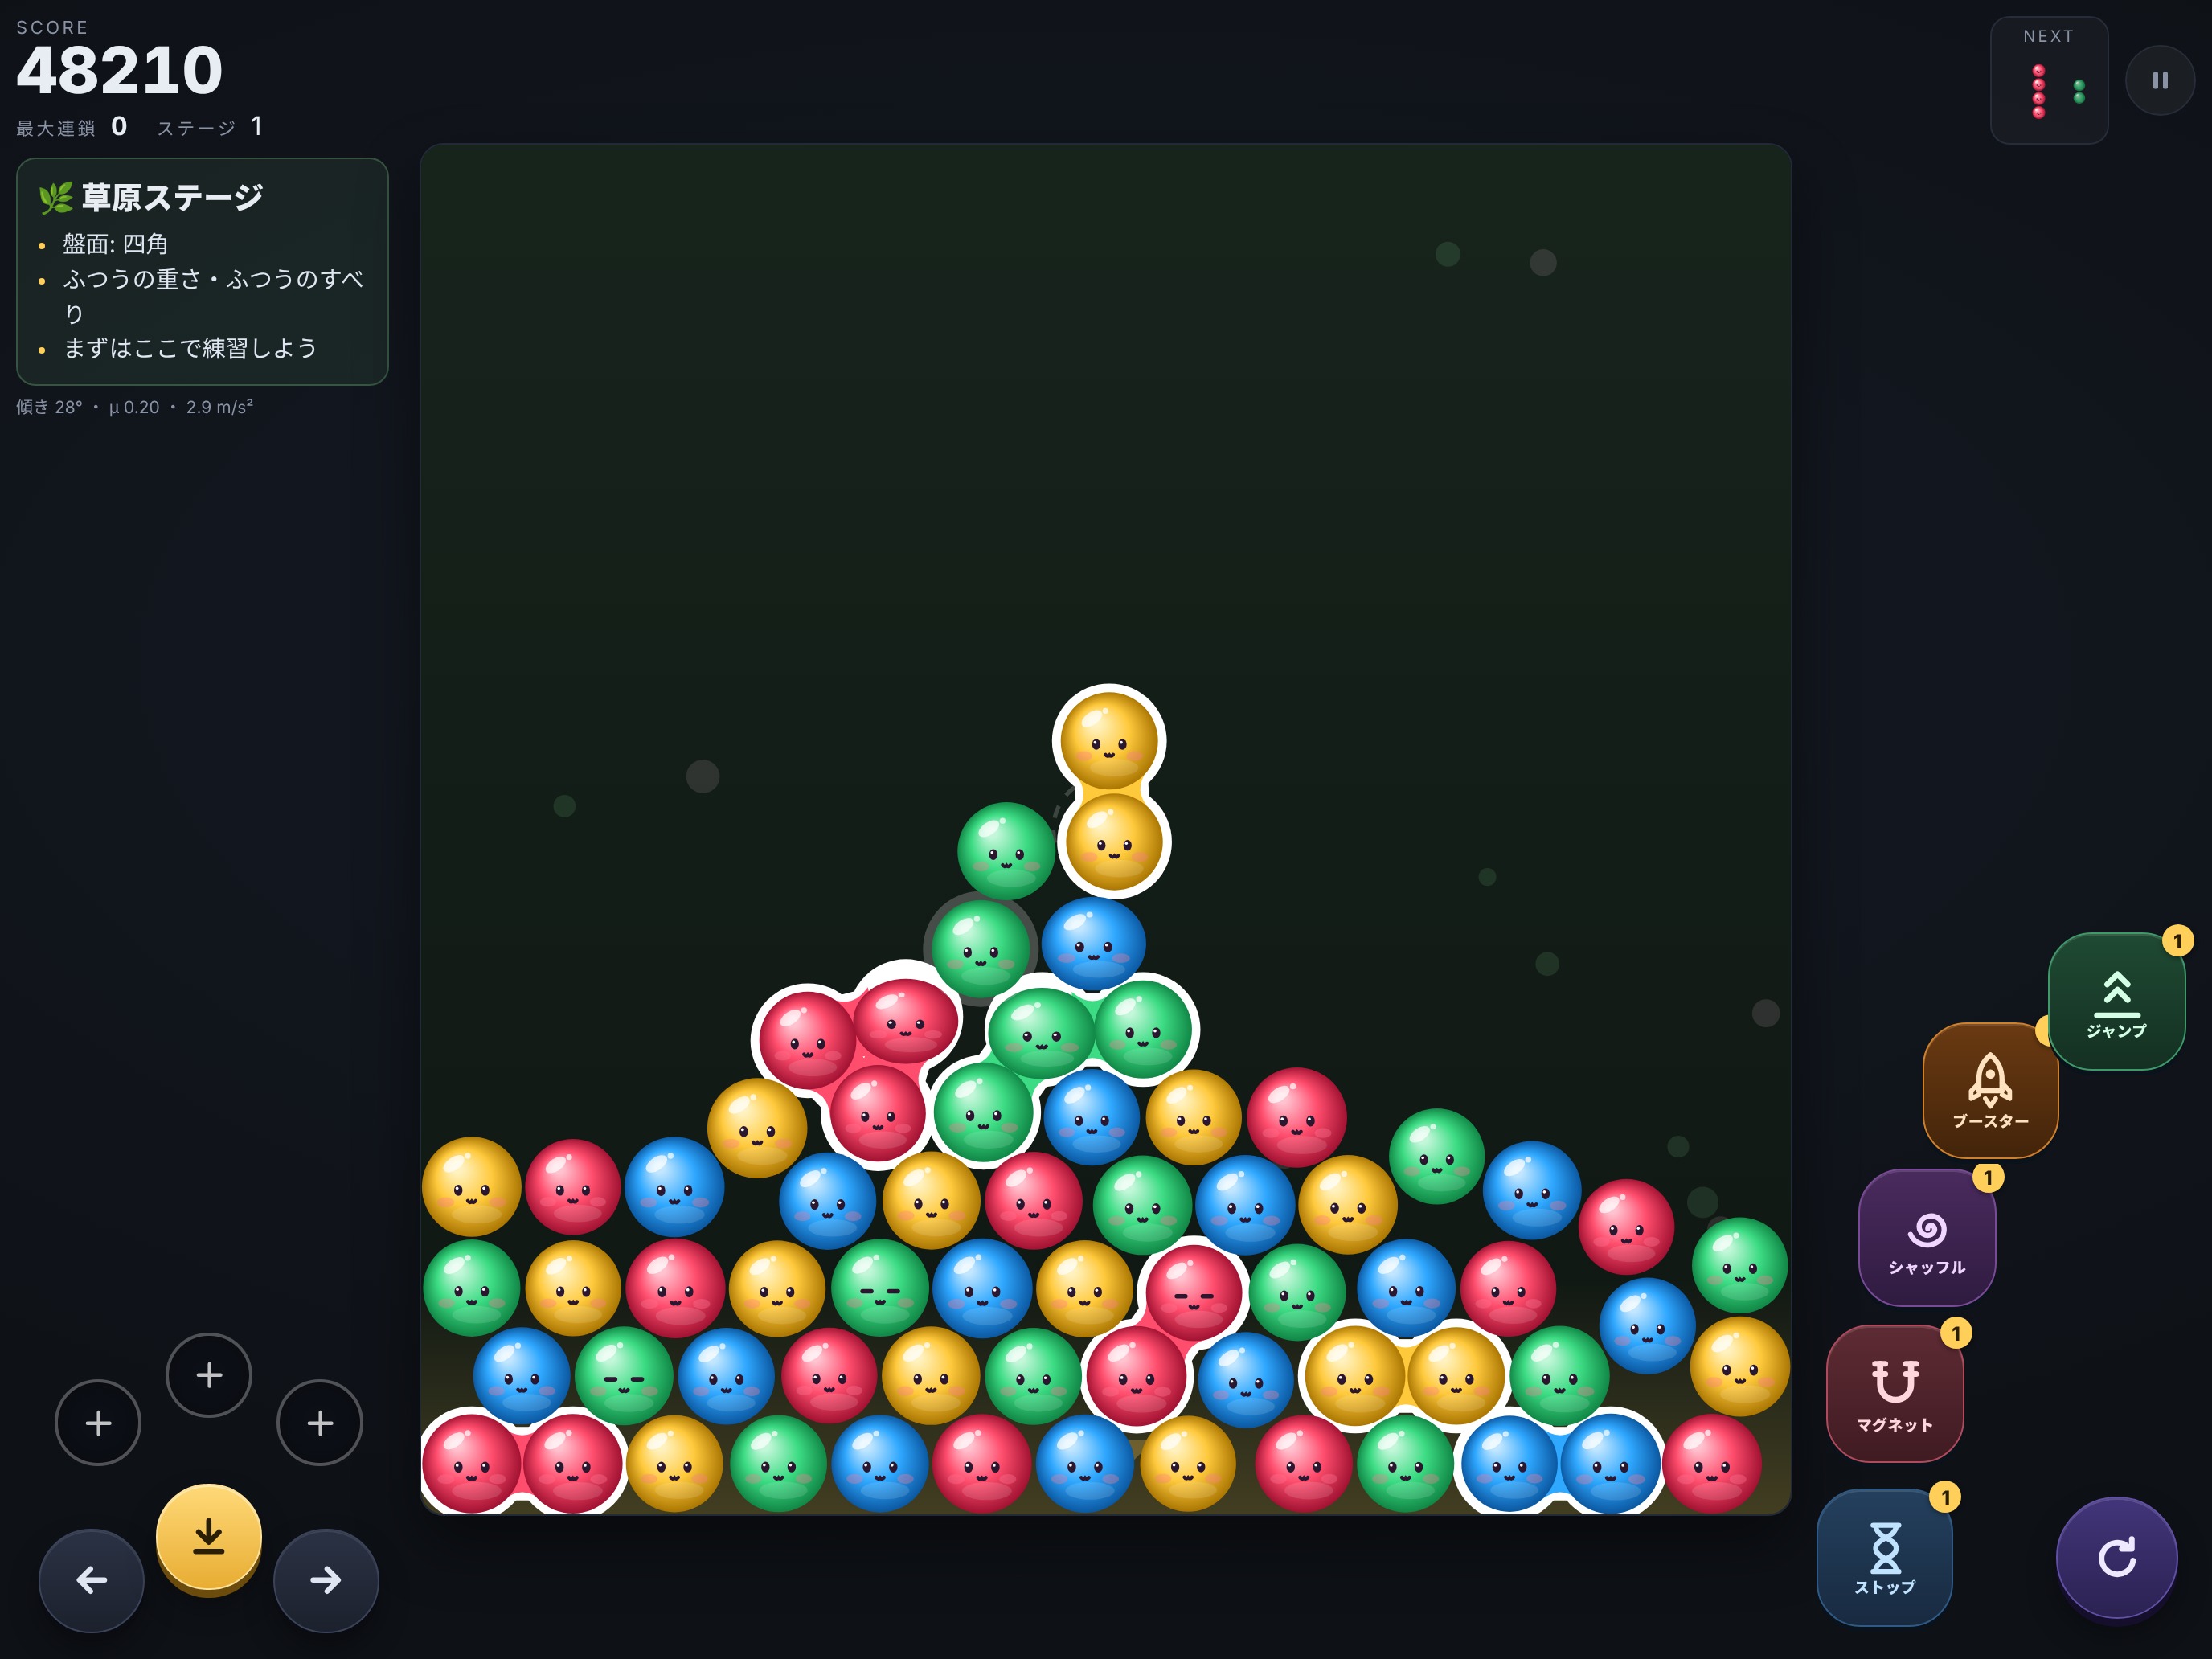 SCORE
48210
最大連鎖 0 ステージ 1
草原ステージ
盤面: 四角
ふつうの重さ・ふつうのすべ
り
まずはここで練習しよう
傾き 28° ・ μ 0.20 ・ 2.9 m/s²
NEXT
1
ジャンプ
ブースター
1
シャッフル
1
マグネット
1
ストップ